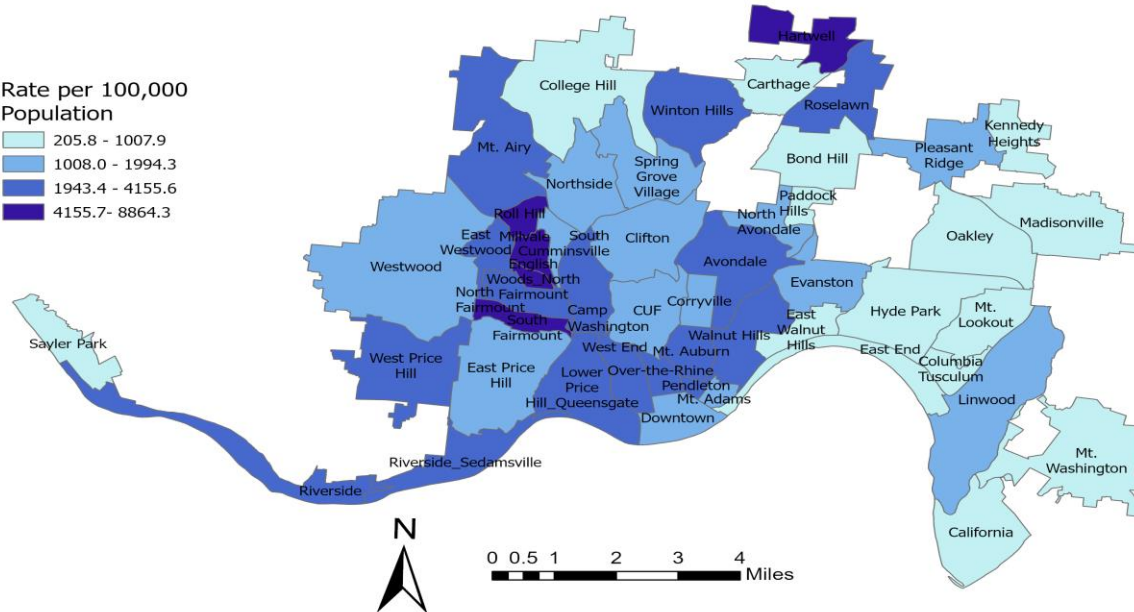 Rate per 100,000
Population
205.8 - 1007.9
1008.0 - 1994.3
1943.4 - 4155.6
4155.7- 8864.3
Hartwell
College Hill
Carthage
Winton Hills
Roselawn
Kennedy
Heights
Mt. Airy
Pleasant
Ridge
Bond Hill
Spring
Grove
Village
Northside
Paddock
Hills
Roll Hill
North
Avondale
Madisonville
Millvale
South
Cumminsville
Clifton
Oakley
East
Westwood
English
Woods_North
Fairmount
Avondale
Westwood
Evanston
North
Fairmount
Corryville
CUF
Camp
Washington
Hyde Park
Mt.
Lookout
South
Fairmount
East
Walnut
Hills
Walnut Hills
Sayler Park
West End
Mt. Auburn
East End
West Price
Hill
East Price
Hill
Lower
Price
Hill_Queensgate
Over-the-Rhine
Pendleton
Columbia
Tusculum
Mt. Adams
Linwood
Downtown
Riverside_Sedamsville
Mt.
Washington
Riverside
California
N
0 0.5 1 2 3 4
Miles